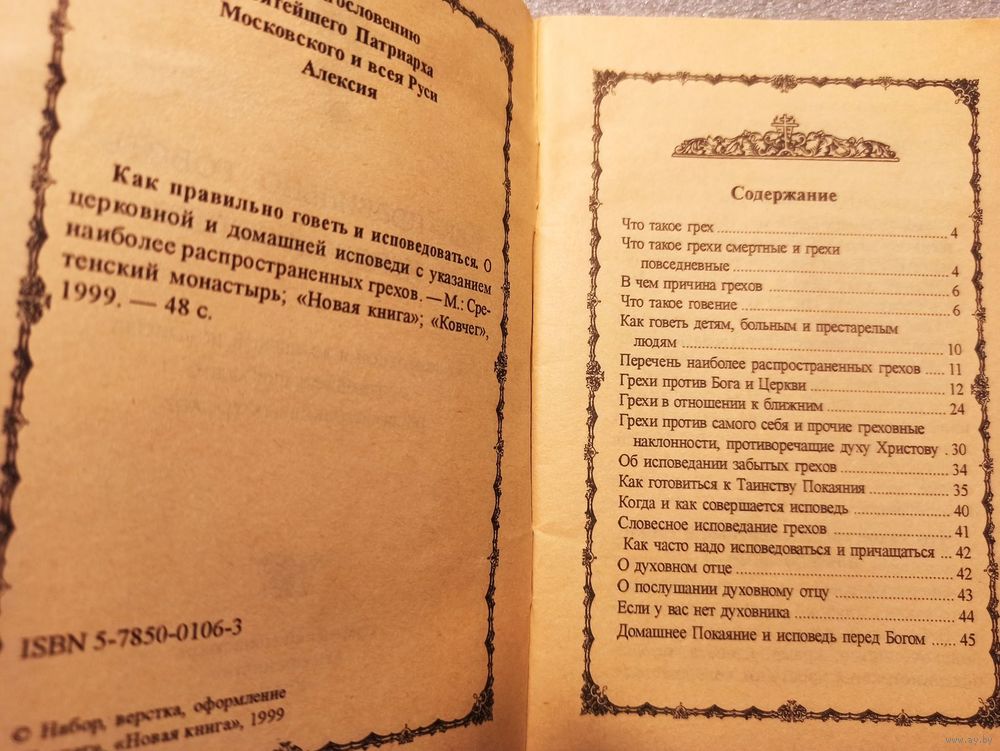 гословению
ятейшего Патриарха
Московского и всея Руси
Алексия
Как правильно говеть и исповедоваться. О
церковной и домашней исповеди с указанием
наиболее распространенных грехов. — М.: Сре-
тенский монастырь; «Новая книга»; «Ковчег»,
1999. — 48 с.
ISBN 5-7850-0106-3
© Набор, верстка, оформление
«Новая книга», 1999
Содержание
Что такое грех 4
Что такое грехи смертные и грехи
повседневные 4
В чем причина грехов 6
Что такое говение 6
Как говеть детям, больным и престарелым
людям 10
Перечень наиболее распространенных грехов 11
Грехи против Бога и Церкви 12
Грехи в отношении к ближним 24
Грехи против самого себя и прочие греховные
наклонности, противоречащие духу Христову 30
Об исповедании забытых грехов 34
Как готовиться к Таинству Покаяния 35
Когда и как совершается исповедь 40
Словесное исповедание грехов 41
Как часто надо исповедоваться и причащаться 42
О духовном отце 42
О послушании духовному отцу 43
Если у вас нет духовника 44
Домашнее Покаяние и исповедь перед Богом 45
www.ay.by